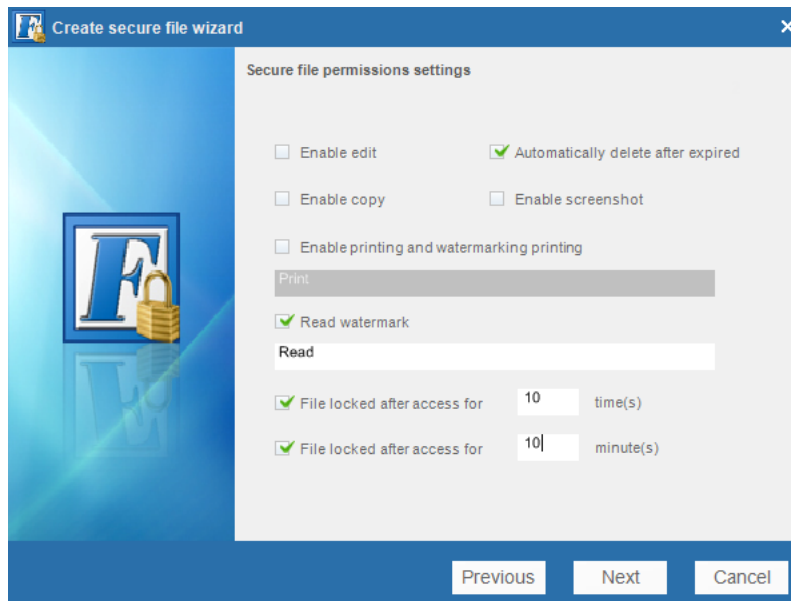 Create secure file wizard
Secure file permissions settings
Enable edit
Automatically delete after expired
Enable copy
Enable screenshot
Enable printing and watermarking printing
Print
Read watermark
Read
File locked after access for 10 time(s)
File locked after access for 10 minute(s)
Previous Next Cancel